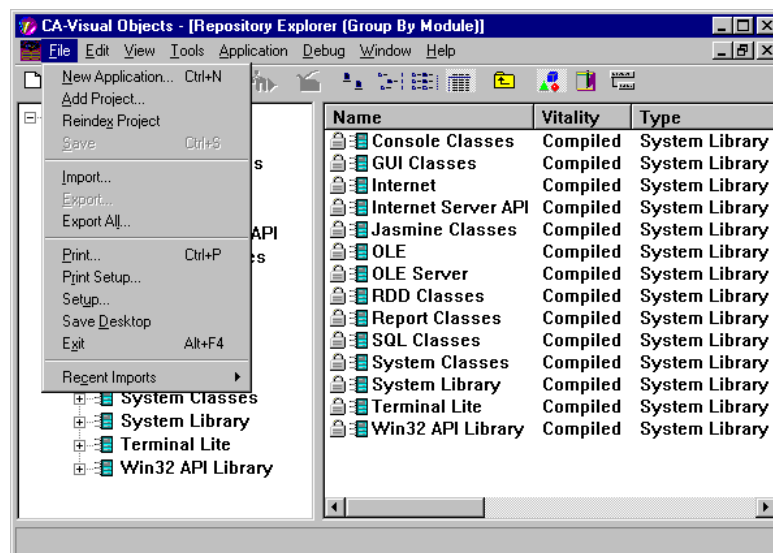 CA-Visual Objects - [Repository Explorer (Group By Module)]
File Edit View Tools Application Debug Window Help
New Application... Ctrl+N
Add Project...
Reindex Project
Save Ctrl+S
Import...
Export...
Export All...
Print... Ctrl+P
Print Setup...
Setup...
Save Desktop
Exit Alt+F4
Recent Imports
s
API
es
System Classes
System Library
Terminal Lite
Win32 API Library
Name Vitality Type
Console Classes Compiled System Library
GUI Classes Compiled System Library
Internet Compiled System Library
Internet Server API Compiled System Library
Jasmine Classes Compiled System Library
OLE Compiled System Library
OLE Server Compiled System Library
RDD Classes Compiled System Library
Report Classes Compiled System Library
SQL Classes Compiled System Library
System Classes Compiled System Library
System Library Compiled System Library
Terminal Lite Compiled System Library
Win32 API Library Compiled System Library